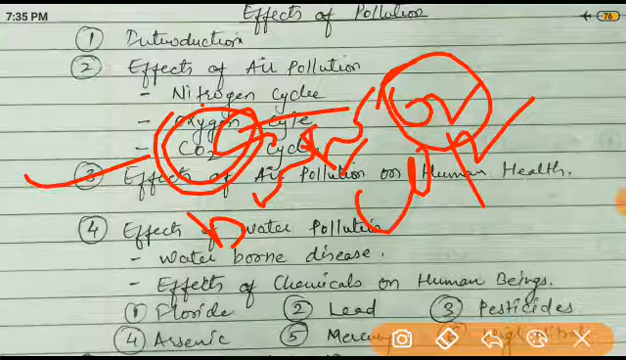 7:35 PM
76
Effects of Pollution
① Introduction
② Effects of Air Pollution
- Nitrogen Cycle
- Oxygen Cycle
- CO2 Cycle
③ Effects of Air Pollution on Human Health.
④ Effects of Water Pollution
- Water borne disease.
- Effects of Chemicals on Human Beings.
① Floride ② Lead ③ Pesticides
④ Arsenic ⑤ Mercury